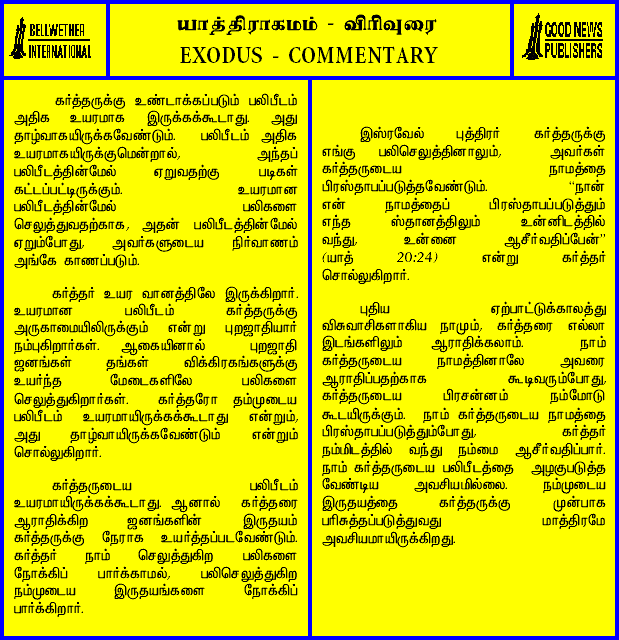 BELLWETHER
INTERNATIONAL
யாத்திராகமம் - விரிவுரை
EXODUS - COMMENTARY
GOOD NEWS
PUBLISHERS
கர்த்தருக்கு உண்டாக்கப்படும் பலிபீடம்
அதிக உயரமாக இருக்கக்கூடாது. அது
தாழ்வாகயிருக்கவேண்டும். பலிபீடம் அதிக
உயரமாகயிருக்குமென்றால், அந்தப்
பலிபீடத்தின்மேல் ஏறுவதற்கு படிகள்
கட்டப்பட்டிருக்கும். உயரமான
பலிபீடத்தின்மேல் பலிகளை
செலுத்துவதற்காக, அதன் பலிபீடத்தின்மேல்
ஏறும்போது, அவர்களுடைய நிர்வாணம்
அங்கே காணப்படும்.
கர்த்தர் உயர வானத்திலே இருக்கிறார்.
உயரமான பலிபீடம் கர்த்தருக்கு
அருகாமையிலிருக்கும் என்று புறஜாதியார்
நம்புகிறார்கள். ஆகையினால் புறஜாதி
ஜனங்கள் தங்கள் விக்கிரகங்களுக்கு
உயர்ந்த மேடைகளிலே பலிகளை
செலுத்துகிறார்கள். கர்த்தரோ தம்முடைய
பலிபீடம் உயரமாயிருக்கக்கூடாது என்றும்,
அது தாழ்வாயிருக்கவேண்டும் என்றும்
சொல்லுகிறார்.
கர்த்தருடைய பலிபீடம்
உயரமாயிருக்கக்கூடாது. ஆனால் கர்த்தரை
ஆராதிக்கிற ஜனங்களின் இருதயம்
கர்த்தருக்கு நேராக உயர்த்தப்படவேண்டும்.
கர்த்தர் நாம் செலுத்துகிற பலிகளை
நோக்கிப் பார்க்காமல், பலிசெலுத்துகிற
நம்முடைய இருதயங்களை நோக்கிப்
பார்க்கிறார்.
இஸ்ரவேல் புத்திரர் கர்த்தருக்கு
எங்கு பலிசெலுத்தினாலும், அவர்கள்
கர்த்தருடைய நாமத்தை
பிரஸ்தாபப்படுத்தவேண்டும். "நான்
என் நாமத்தைப் பிரஸ்தாபப்படுத்தும்
எந்த ஸ்தானத்திலும் உன்னிடத்தில்
வந்து, உன்னை ஆசீர்வதிப்பேன்"
(யாத் 20:24) என்று கர்த்தர்
சொல்லுகிறார்.
புதிய ஏற்பாட்டுக்காலத்து
விசுவாசிகளாகிய நாமும், கர்த்தரை எல்லா
இடங்களிலும் ஆராதிக்கலாம். நாம்
கர்த்தருடைய நாமத்தினாலே அவரை
ஆராதிப்பதற்காக கூடிவரும்போது,
கர்த்தருடைய பிரசன்னம் நம்மோடு
கூடயிருக்கும். நாம் கர்த்தருடைய நாமத்தை
பிரஸ்தாபப்படுத்தும்போது, கர்த்தர்
நம்மிடத்தில் வந்து நம்மை ஆசீர்வதிப்பார்.
நாம் கர்த்தருடைய பலிபீடத்தை அழகுபடுத்த
வேண்டிய அவசியமில்லை. நம்முடைய
இருதயத்தை கர்த்தருக்கு முன்பாக
பரிசுத்தப்படுத்துவது மாத்திரமே
அவசியமாயிருக்கிறது.